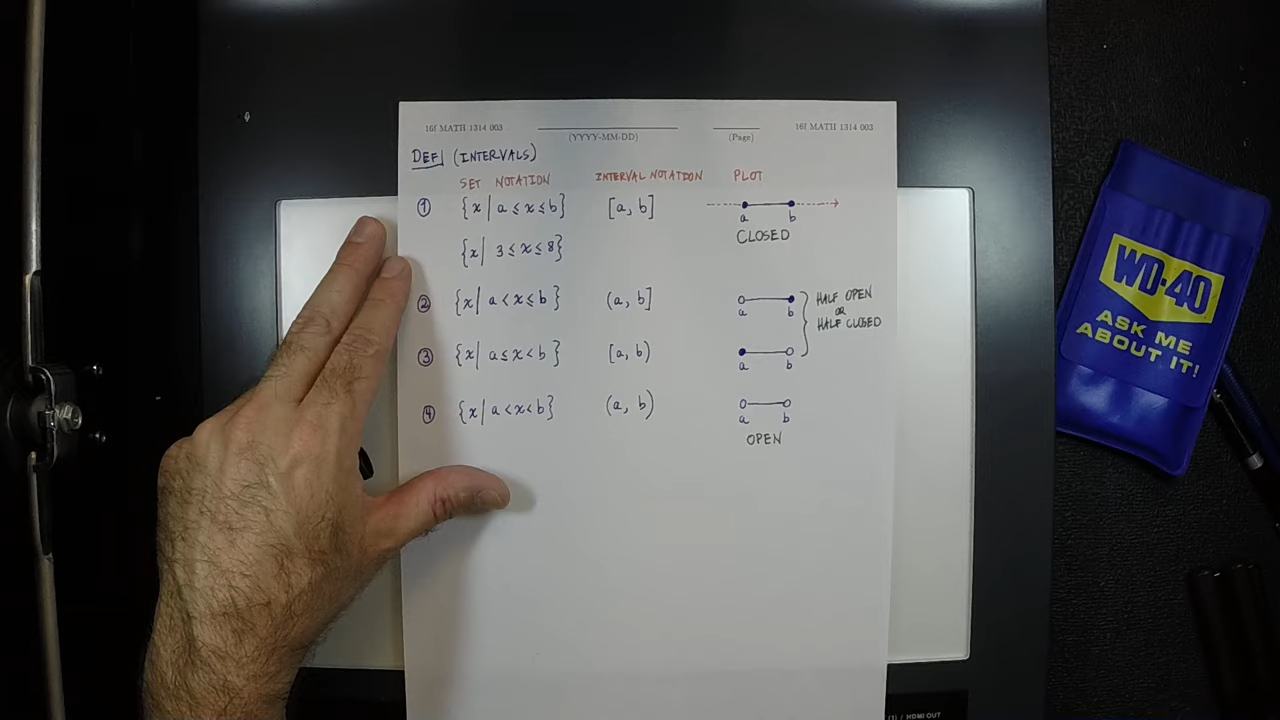 16f MATH 1314 003
(YYYY-MM-DD)
(Page)
16f MATH 1314 003
DEF (INTERVALS)
SET NOTATION INTERVAL NOTATION PLOT
① {x | a ≤ x ≤ b} [a, b]
a b
CLOSED
{x | 3 ≤ x ≤ 8}
② {x | a < x ≤ b} (a, b]
a b
③ {x | a ≤ x < b} [a, b)
a b
HALF OPEN
OR
HALF CLOSED
④ {x | a < x < b} (a, b)
a b
OPEN
WD-40
ASK ME
ABOUT IT!
/ HDMI OUT